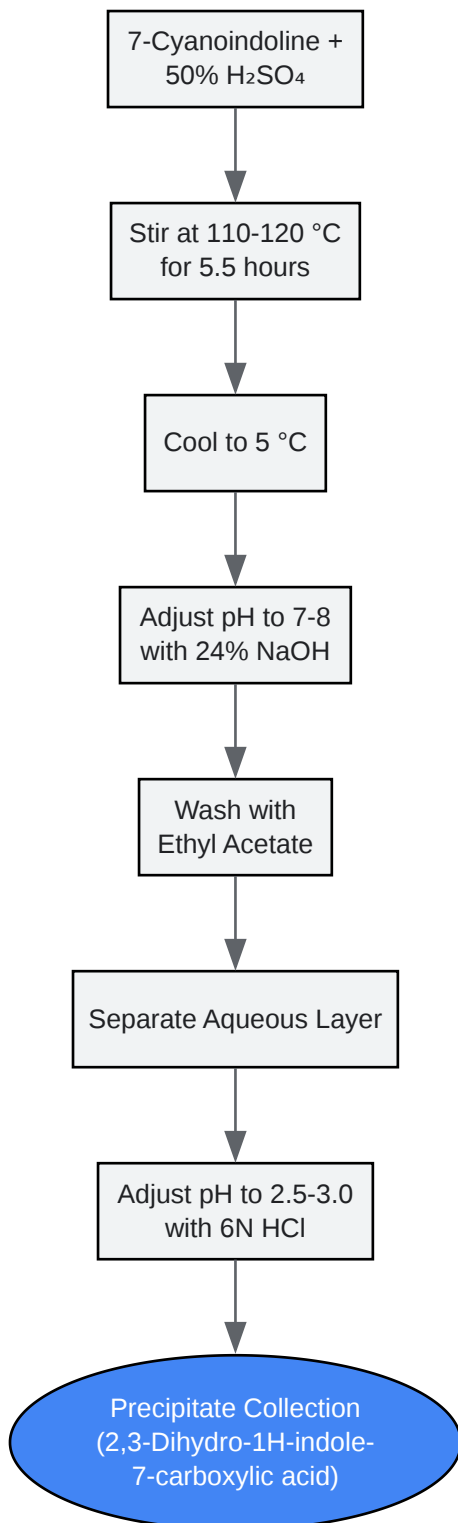 7-Cyanoindoline +
50% H₂SO₄
Stir at 110-120 °C
for 5.5 hours
Cool to 5 °C
Adjust pH to 7-8
with 24% NaOH
Wash with
Ethyl Acetate
Separate Aqueous Layer
Adjust pH to 2.5-3.0
with 6N HCl
Precipitate Collection
(2,3-Dihydro-1H-indole-
7-carboxylic acid)